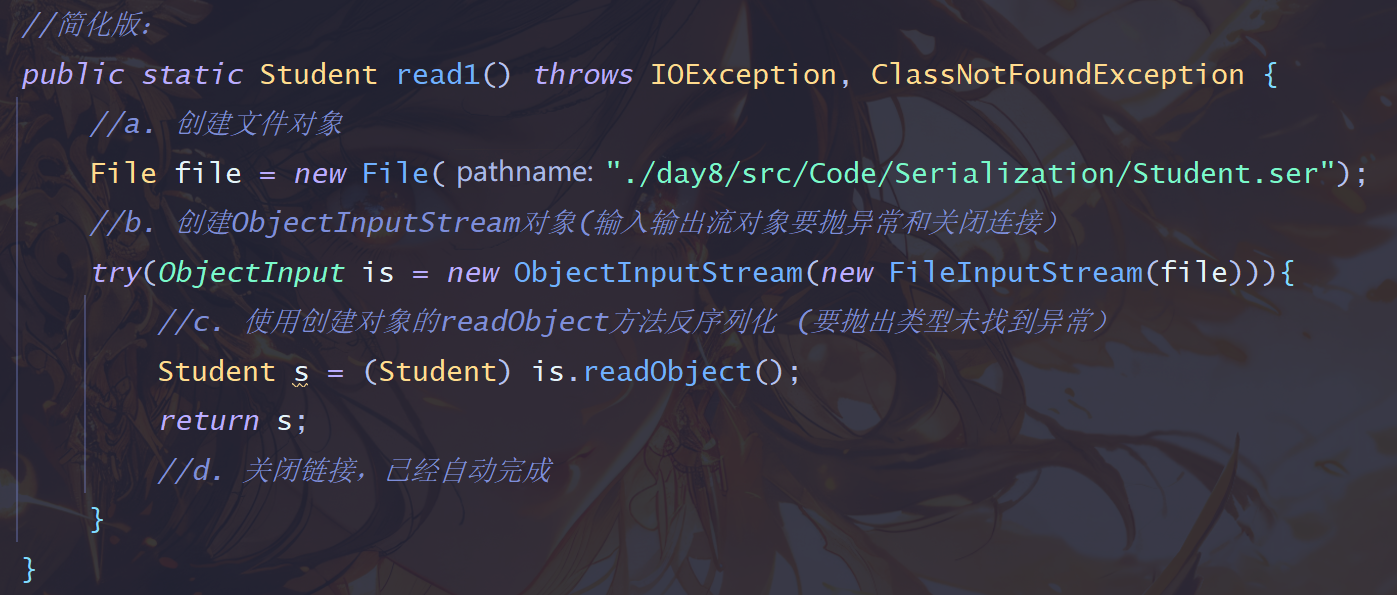 //简化版：
public static Student read1() throws IOException, ClassNotFoundException {
//a. 创建文件对象
File file = new File( pathname: "./day8/src/Code/Serialization/Student.ser");
//b. 创建ObjectInputStream对象(输入输出流对象要抛异常和关闭连接）
try(ObjectInput is = new ObjectInputStream(new FileInputStream(file))){
//c. 使用创建对象的readObject方法反序列化 (要抛出类型未找到异常）
Student s = (Student) is.readObject();
return s;
//d. 关闭链接，已经自动完成
}
}